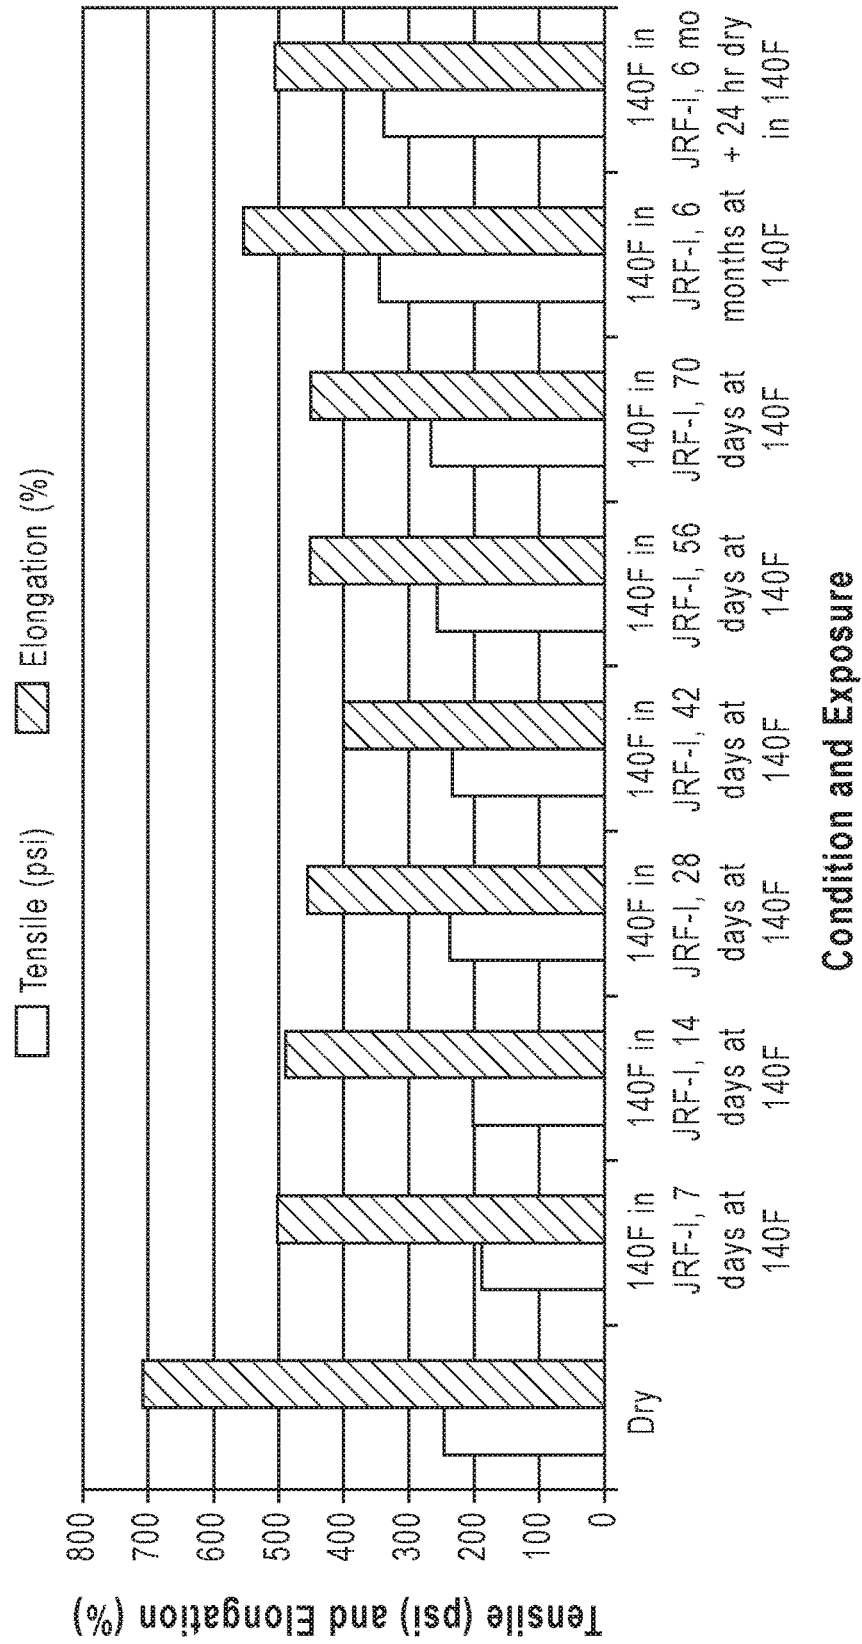 Tensile (psi)
Elongation (%)
Tensile (psi) and Elongation (%)
800
700
600
500
400
300
200
100
0
Dry
140F in
JRF-I, 7
days at
140F
140F in
JRF-I, 14
days at
140F
140F in
JRF-I, 28
days at
140F
140F in
JRF-I, 42
days at
140F
140F in
JRF-I, 56
days at
140F
140F in
JRF-I, 70
days at
140F
140F in
JRF-I, 6
months at
140F
140F in
JRF-I, 6 mo
+ 24 hr dry
in 140F
Condition and Exposure